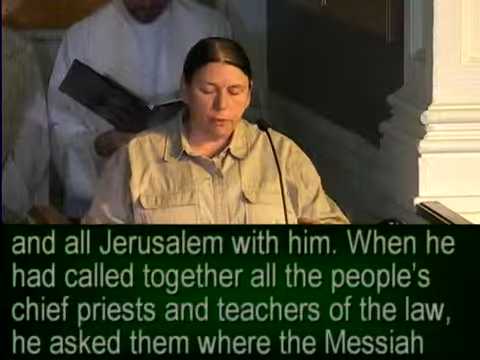 and all Jerusalem with him. When he
had called together all the people's
chief priests and teachers of the law,
he asked them where the Messiah